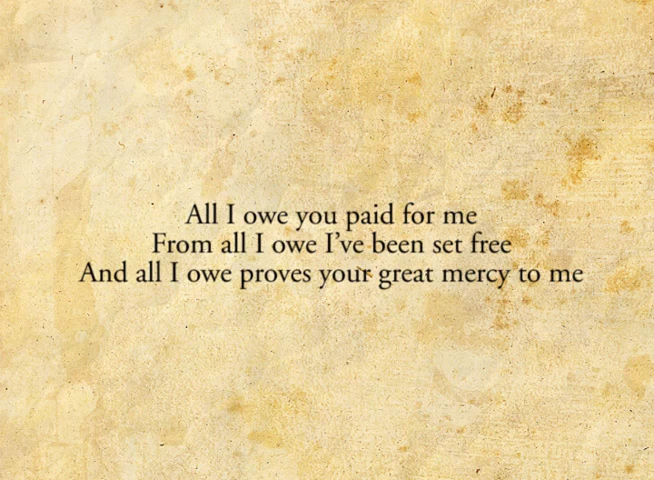 All I owe you paid for me
From all I owe I've been set free
And all I owe proves your great mercy to me